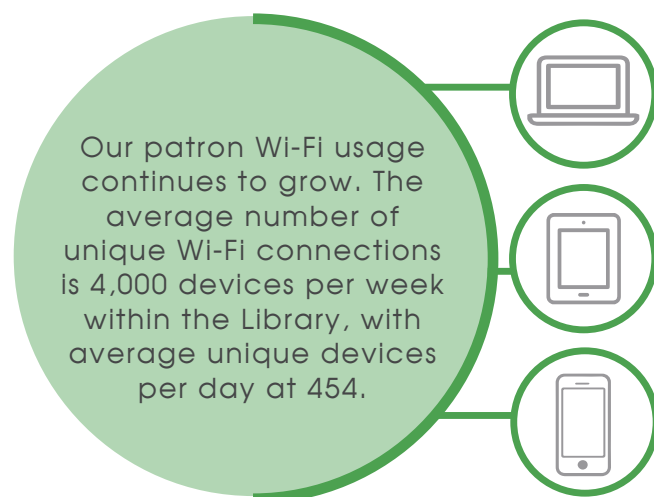 Our patron Wi-Fi usage
continues to grow. The
average number of
unique Wi-Fi connections
is 4,000 devices per week
within the Library, with
average unique devices
per day at 454.